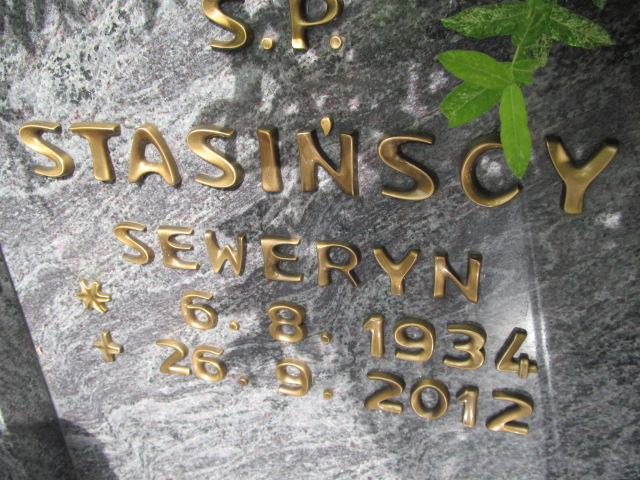 S.P.
STASIŃSCY
SEWERYN
* 6. 8. 1934
+ 26. 9. 2012